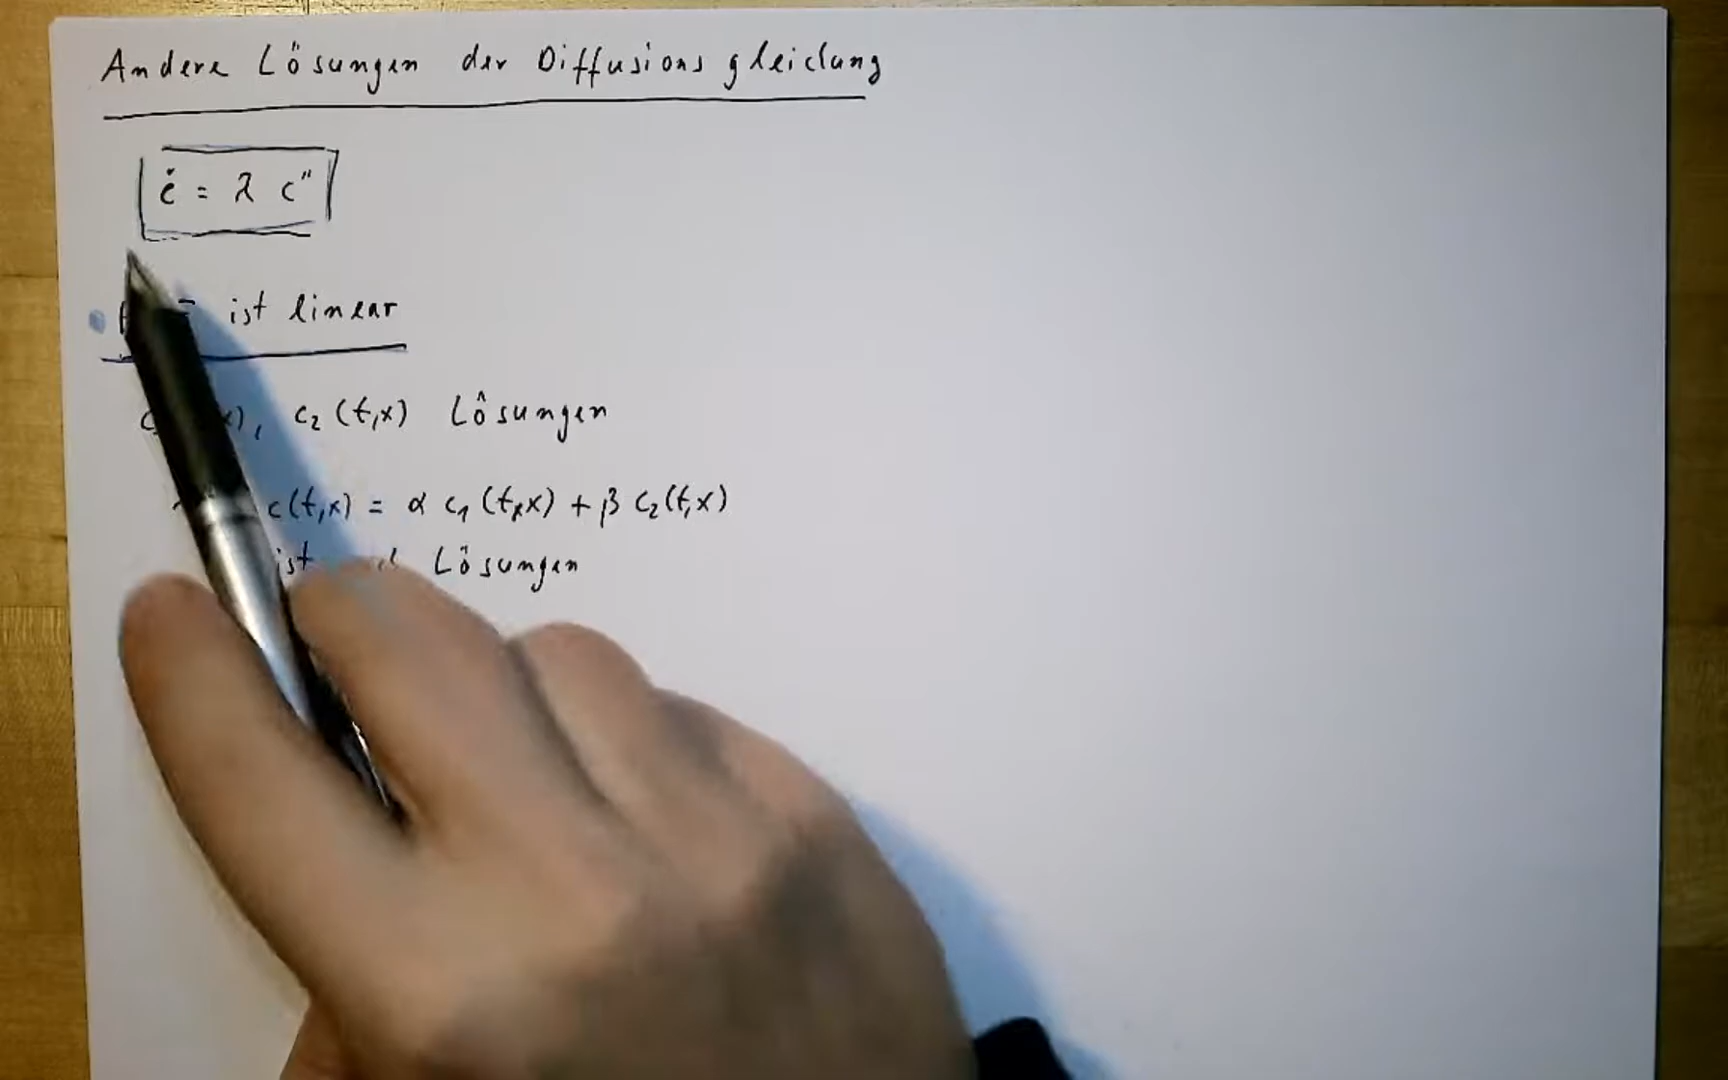 Andere Lösungen der Diffusionsgleichung
ċ = λ c"
ist linear
c₂ (t,x) Lösungen
c(t,x) = α c₁ (t,x) + β c₂(t,x)
ist Lösungen